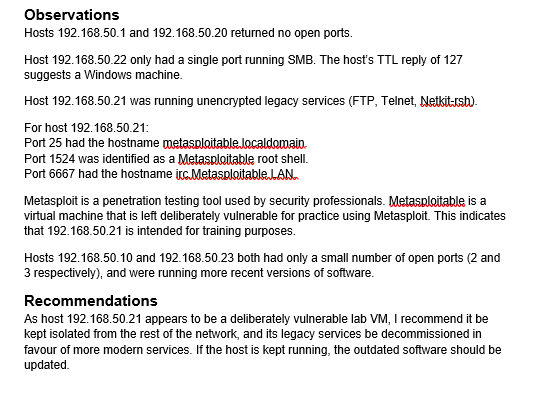 Observations
Hosts 192.168.50.1 and 192.168.50.20 returned no open ports.
Host 192.168.50.22 only had a single port running SMB. The host's TTL reply of 127
suggests a Windows machine.
Host 192.168.50.21 was running unencrypted legacy services (FTP, Telnet, Netkit-rsh).
For host 192.168.50.21:
Port 25 had the hostname metasploitable.localdomain.
Port 1524 was identified as a Metasploitable root shell.
Port 6667 had the hostname irc.Metasploitable.LAN.
Metasploit is a penetration testing tool used by security professionals. Metasploitable is a
virtual machine that is left deliberately vulnerable for practice using Metasploit. This indicates
that 192.168.50.21 is intended for training purposes.
Hosts 192.168.50.10 and 192.168.50.23 both had only a small number of open ports (2 and
3 respectively), and were running more recent versions of software.
Recommendations
As host 192.168.50.21 appears to be a deliberately vulnerable lab VM, I recommend it be
kept isolated from the rest of the network, and its legacy services be decommissioned in
favour of more modern services. If the host is kept running, the outdated software should be
updated.